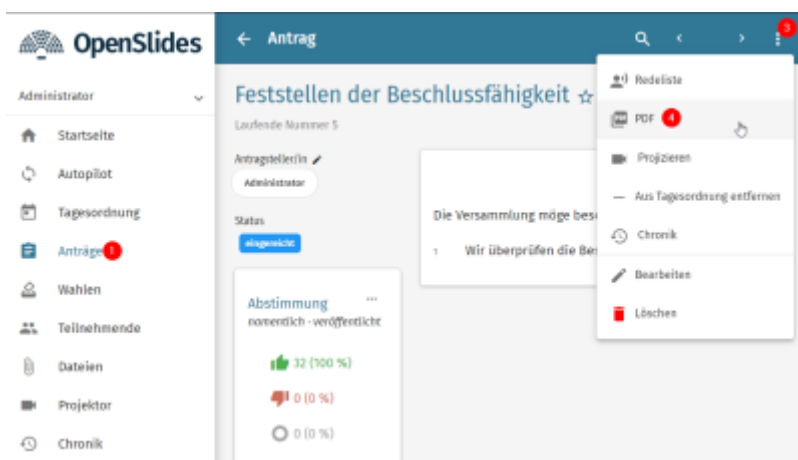 OpenSlides
Administrator
Startseite
Autopilot
Tagesordnung
Anträge 1
Wahlen
Teilnehmende
Dateien
Projektor
Chronik
Antrag
3
Feststellen der Beschlussfähigkeit
Laufende Nummer 5
Antragsteller/in
Administrator
Status
eingereicht
Abstimmung ...
namentlich - veröffentlicht
32 (100 %)
0 (0 %)
0 (0 %)
Die Versammlung möge bes
1 Wir überprüfen die Be
Redeliste
PDF 4
Projizieren
Aus Tagesordnung entfernen
Chronik
Bearbeiten
Löschen